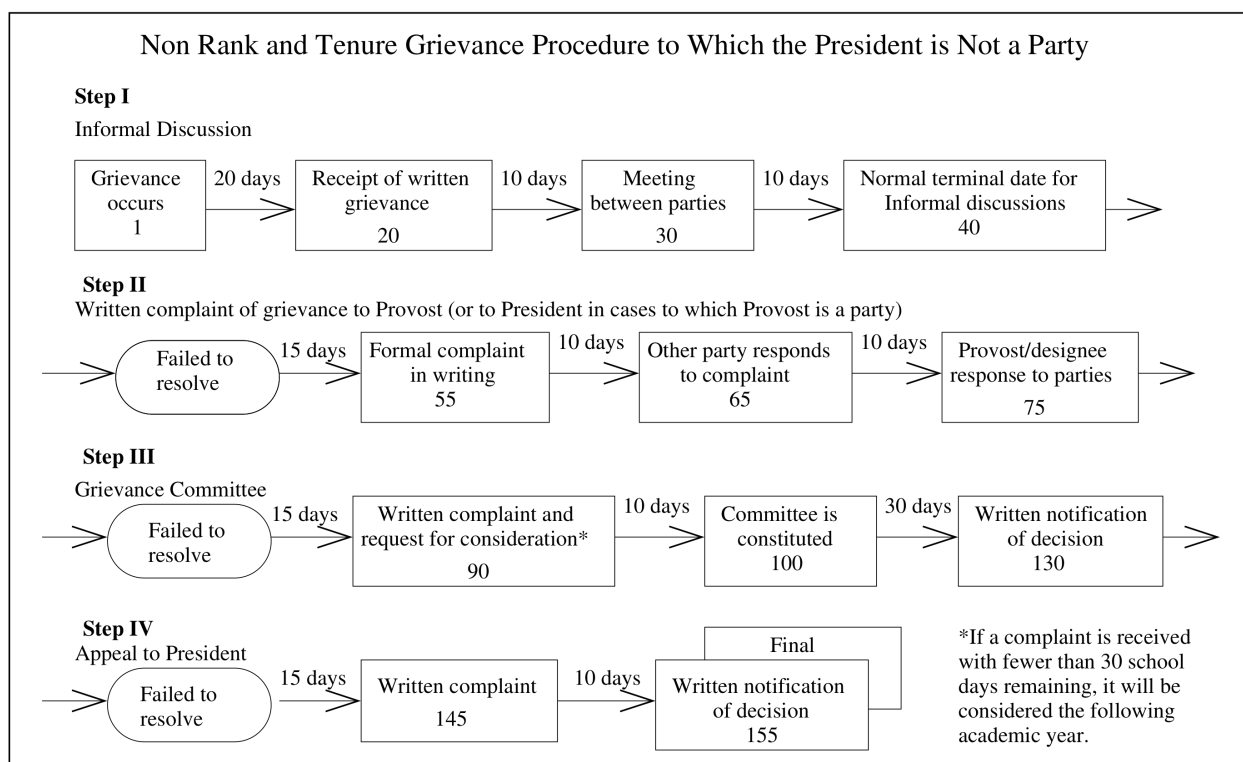 Non Rank and Tenure Grievance Procedure to Which the President is Not a Party
Step I
Informal Discussion
Grievance
occurs
1
20 days
Receipt of written
grievance
20
10 days
Meeting
between parties
30
10 days
Normal terminal date for
Informal discussions
40
Step II
Written complaint of grievance to Provost (or to President in cases to which Provost is a party)
Failed to
resolve
15 days
Formal complaint
in writing
55
10 days
Other party responds
to complaint
65
10 days
Provost/designee
response to parties
75
Step III
Grievance Committee
Failed to
resolve
15 days
Written complaint and
request for consideration*
90
10 days
Committee is
constituted
100
30 days
Written notification
of decision
130
Step IV
Appeal to President
Failed to
resolve
15 days
Written complaint
145
10 days
Final
Written notification
of decision
155
*If a complaint is received
with fewer than 30 school
days remaining, it will be
considered the following
academic year.